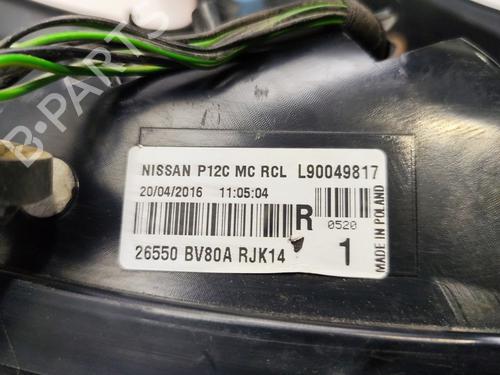 B-PARTS
NISSAN P12C MC RCL L90049817
20/04/2016 11:05:04
R
0520
26550 BV80A RJK14 1
MADE IN POLAND